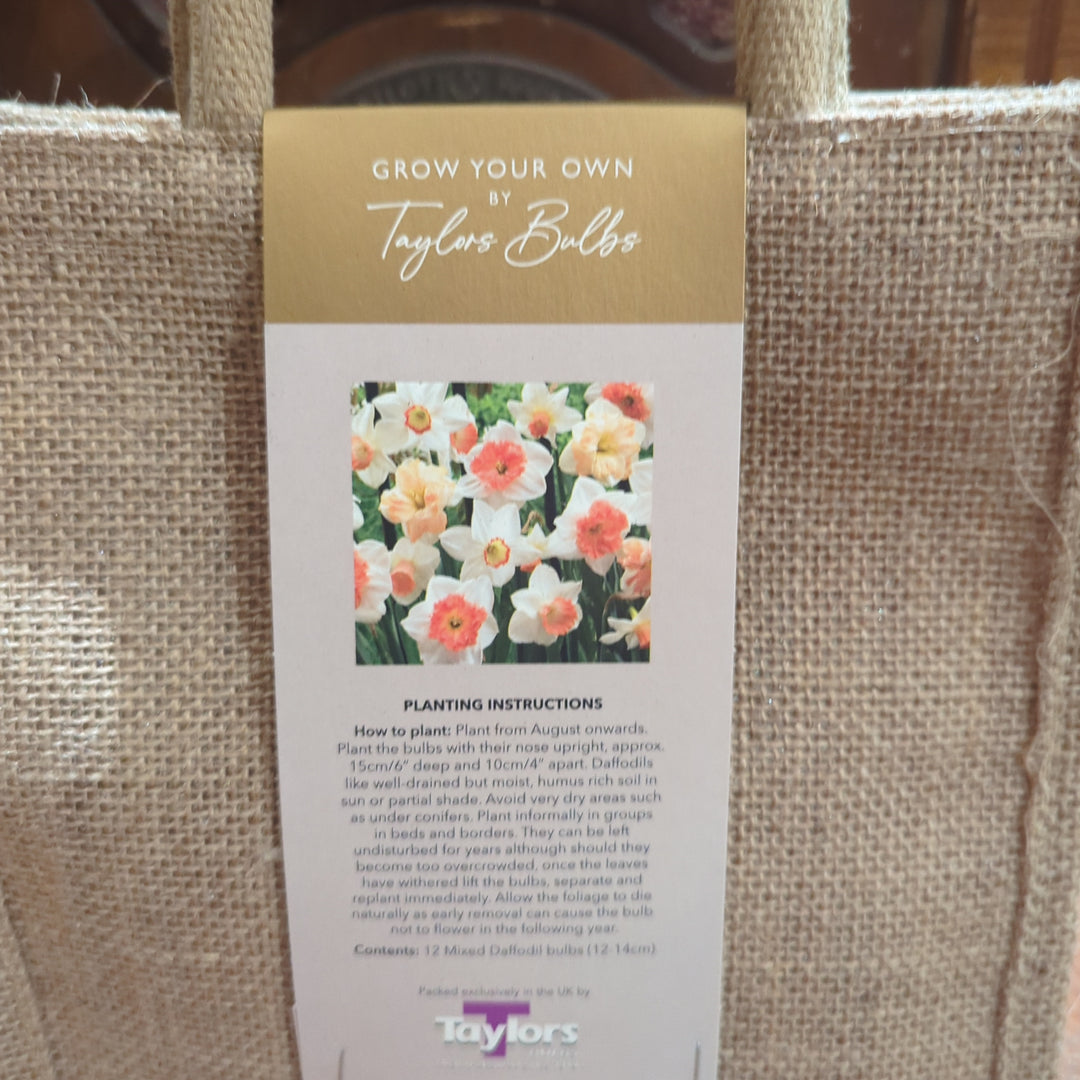 GROW YOUR OWN
BY
Taylors Bulbs
PLANTING INSTRUCTIONS
How to plant: Plant from August onwards.
Plant the bulbs with their nose upright, approx.
15cm/6" deep and 10cm/4" apart. Daffodils
like well-drained but moist, humus rich soil in
sun or partial shade. Avoid very dry areas such
as under conifers. Plant informally in groups
in beds and borders. They can be left
undisturbed for years although should they
become too overcrowded, once the leaves
have withered lift the bulbs, separate and
replant immediately. Allow the foliage to die
naturally as early removal can cause the bulb
not to flower in the following year.
Contents: 12 Mixed Daffodil bulbs (12-14cm)
Packed exclusively in the UK by
Taylors